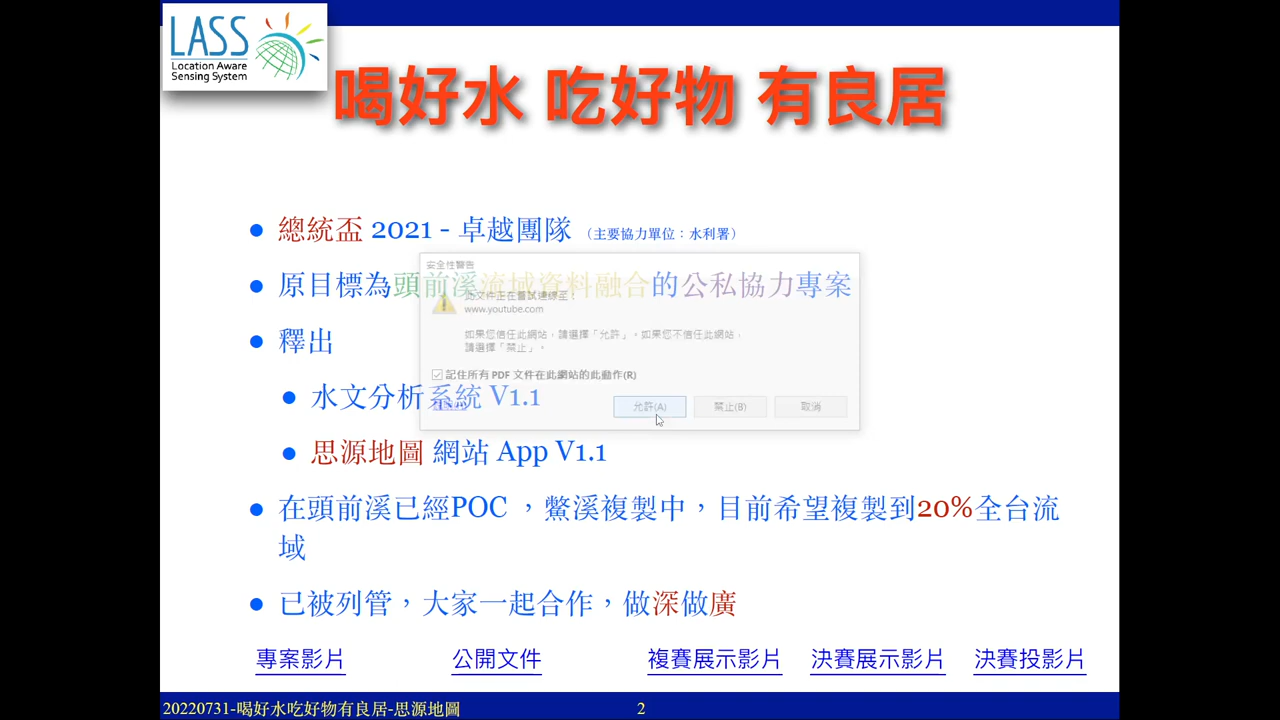 LASS
Location Aware
Sensing System
喝好水 吃好物 有良居
總統盃 2021 - 卓越團隊 （主要協力單位：水利署）
安全性警告
原目標為頭前溪流域資料融合的公私協力專案
此文件正在嘗試連線至：
www.youtube.com
如果您信任此網站，請選擇「允許」。如果您不信任此網站，
請選擇「禁止」。
釋出
記住所有 PDF 文件在此網站的此動作(R)
水文分析系統 V1.1
允許(A) 禁止(B) 取消
思源地圖 網站 App V1.1
在頭前溪已經POC ，鱉溪複製中，目前希望複製到20%全台流
域
已被列管，大家一起合作，做深做廣
專案影片 公開文件 複賽展示影片 決賽展示影片 決賽投影片
20220731-喝好水吃好物有良居-思源地圖 2